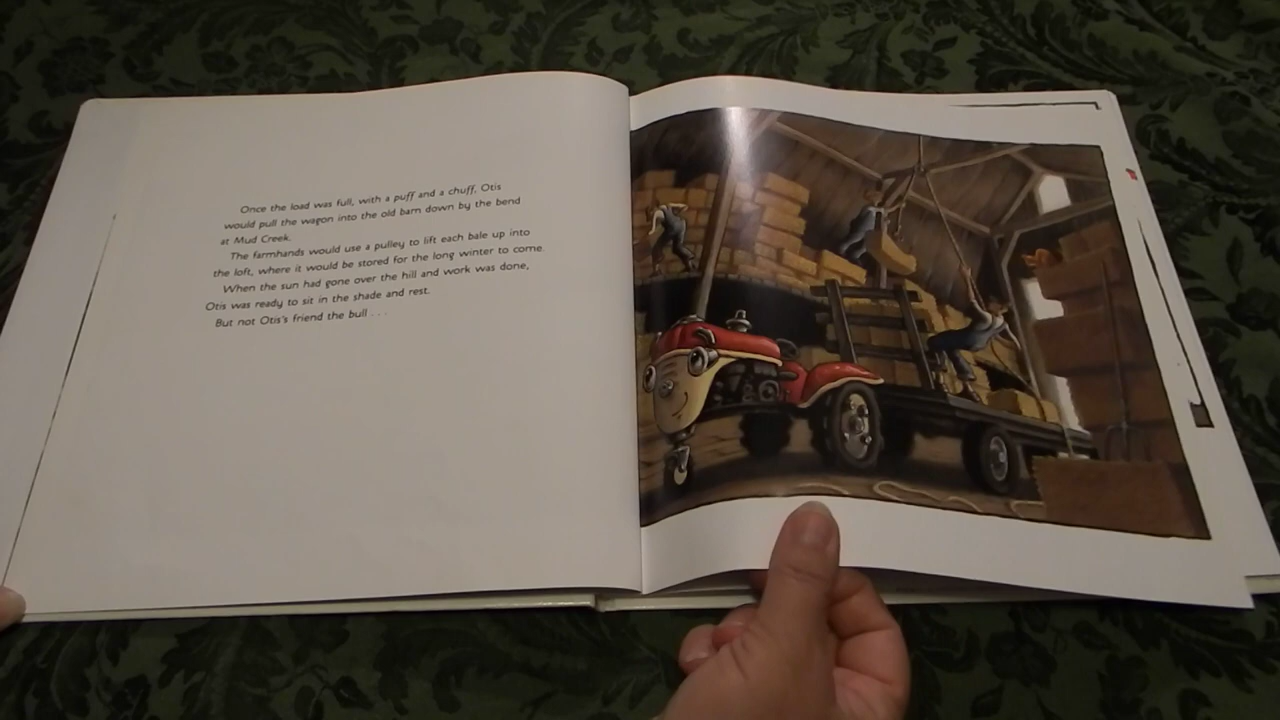 Once the load was full, with a puff and a chuff, Otis
would pull the wagon into the old barn down by the bend
at Mud Creek.
The farmhands would use a pulley to lift each bale up into
the loft, where it would be stored for the long winter to come
When the sun had gone over the hill and work was done,
Otis was ready to sit in the shade and rest.
But not Otis's friend the bull . . .